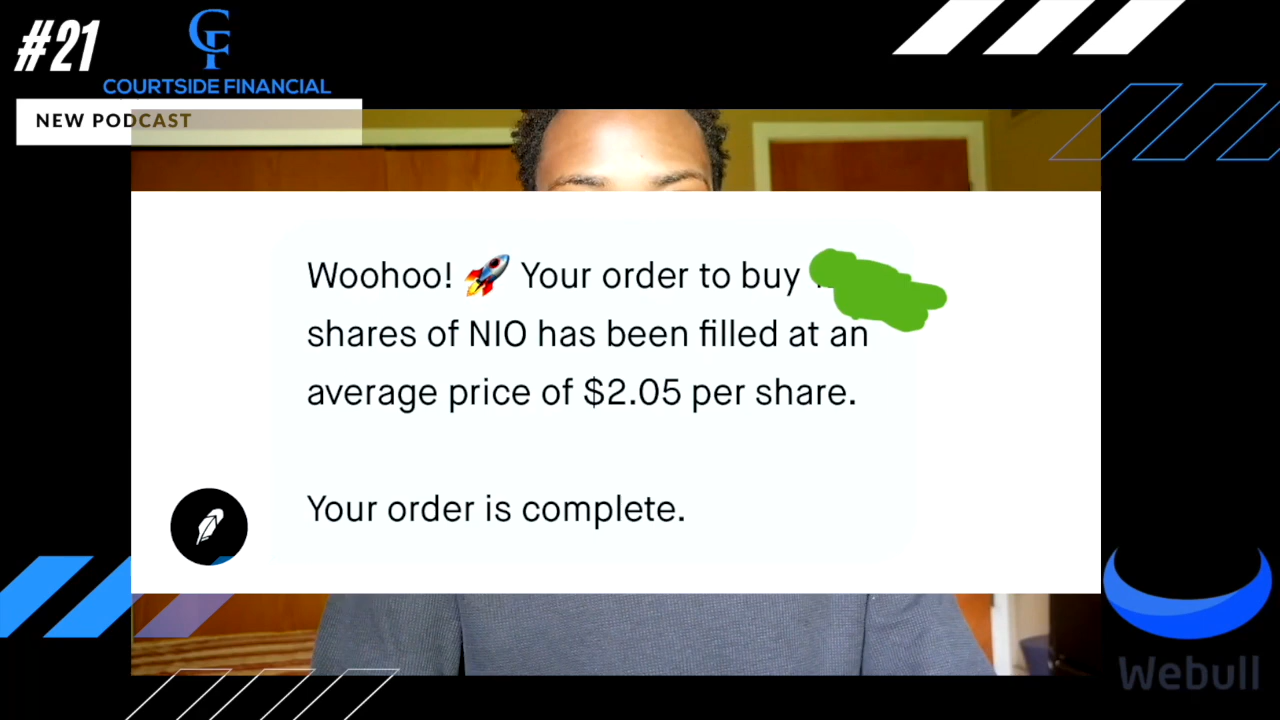 #21
COURTSIDE FINANCIAL
NEW PODCAST
Woohoo! 🚀 Your order to buy
shares of NIO has been filled at an
average price of $2.05 per share.
Your order is complete.
Webull